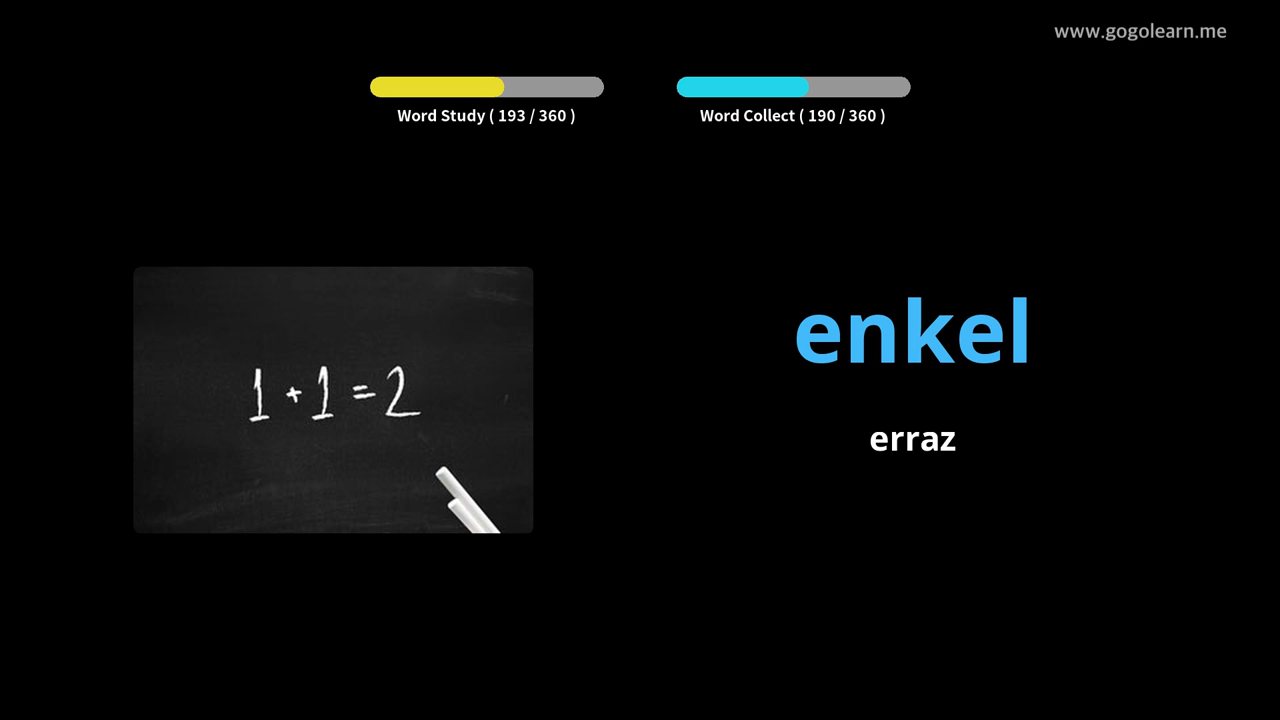 www.gogolearn.me
Word Study ( 193 / 360 )
Word Collect ( 190 / 360 )
1 + 1 = 2
enkel
erraz